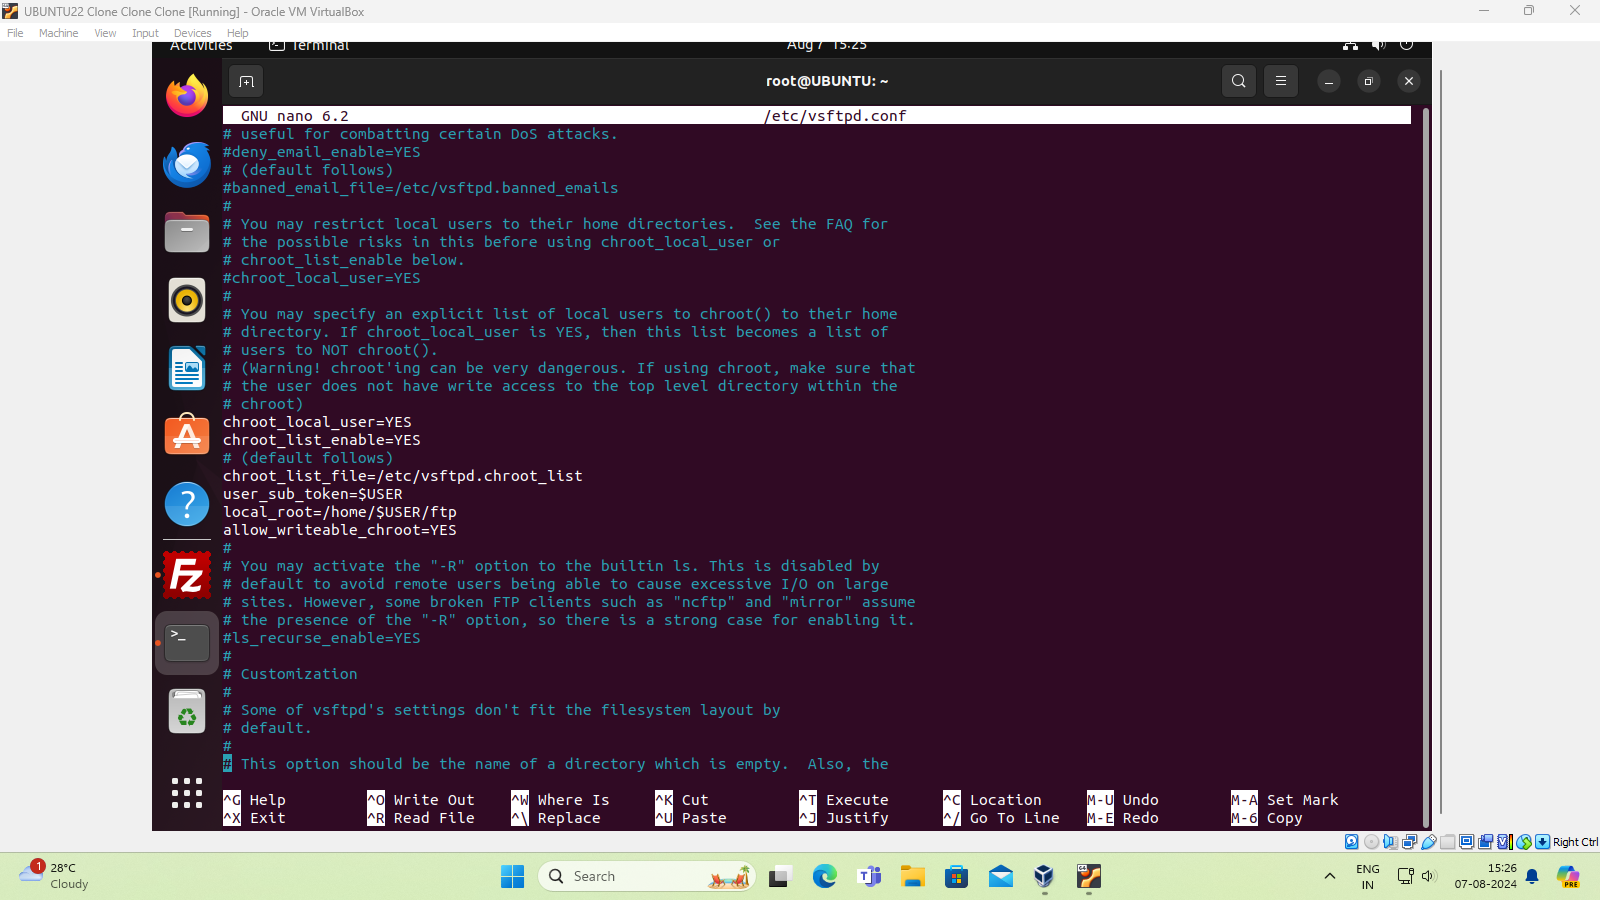 UBUNTU22 Clone Clone Clone [Running] - Oracle VM VirtualBox
File Machine View Input Devices Help
Activities Terminal Aug 7 15:25
root@UBUNTU: ~
GNU nano 6.2 /etc/vsftpd.conf
# useful for combatting certain DoS attacks.
#deny_email_enable=YES
# (default follows)
#banned_email_file=/etc/vsftpd.banned_emails
#
# You may restrict local users to their home directories.  See the FAQ for
# the possible risks in this before using chroot_local_user or
# chroot_list_enable below.
#chroot_local_user=YES
#
# You may specify an explicit list of local users to chroot() to their home
# directory. If chroot_local_user is YES, then this list becomes a list of
# users to NOT chroot().
# (Warning! chroot'ing can be very dangerous. If using chroot, make sure that
# the user does not have write access to the top level directory within the
# chroot)
chroot_local_user=YES
chroot_list_enable=YES
# (default follows)
chroot_list_file=/etc/vsftpd.chroot_list
user_sub_token=$USER
local_root=/home/$USER/ftp
allow_writeable_chroot=YES
#
# You may activate the "-R" option to the builtin ls. This is disabled by
# default to avoid remote users being able to cause excessive I/O on large
# sites. However, some broken FTP clients such as "ncftp" and "mirror" assume
# the presence of the "-R" option, so there is a strong case for enabling it.
#ls_recurse_enable=YES
#
# Customization
#
# Some of vsftpd's settings don't fit the filesystem layout by
# default.
#
# This option should be the name of a directory which is empty.  Also, the
^G Help ^O Write Out ^W Where Is ^K Cut ^T Execute ^C Location M-U Undo M-A Set Mark
^X Exit ^R Read File ^\ Replace ^U Paste ^J Justify ^/ Go To Line M-E Redo M-6 Copy
Right Ctrl
1 28°C
Cloudy
Search
ENG
IN
15:26
07-08-2024
PRE